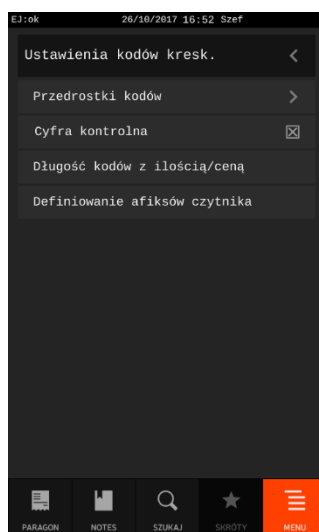 EJ:ok 26/10/2017 16:52 Szef
Ustawienia kodów kresk.
Przedrostki kodów
Cyfra kontrolna
Długość kodów z ilością/ceną
Definiowanie afiksów czytnika
PARAGON NOTES SZUKAJ SKRÓTY MENU